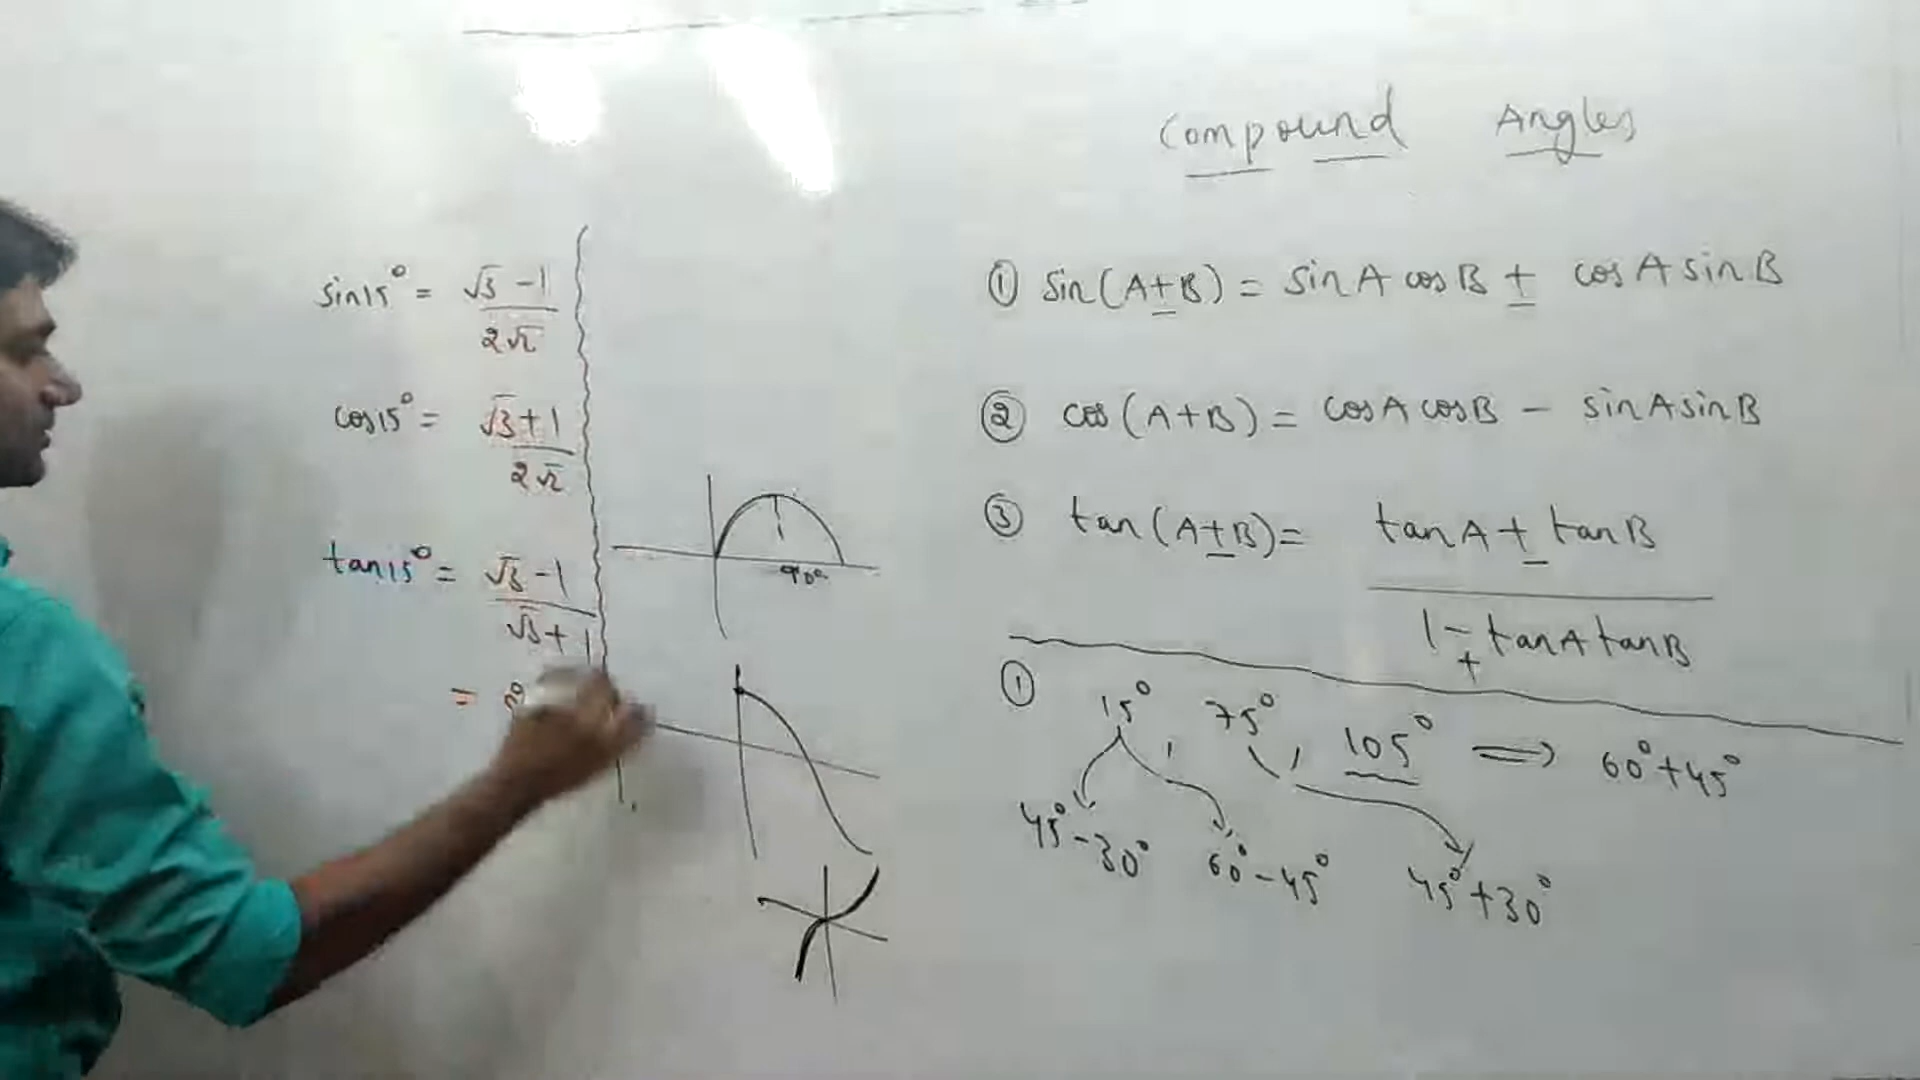 Compound Angles
sin15° = √3 - 1
2√2
cos15° = √3 + 1
2√2
tan15° = √3 - 1
√3 + 1
=
90°
① sin(A±B) = sinA cosB ± cosA sinB
② cos(A+B) = cosA cosB - sinA sinB
③ tan(A±B) = tanA ± tanB
1 ∓ tanA tanB
① 15°, 75°, 105° ⇒ 60°+45°
45°-30° 60°-45° 45°+30°